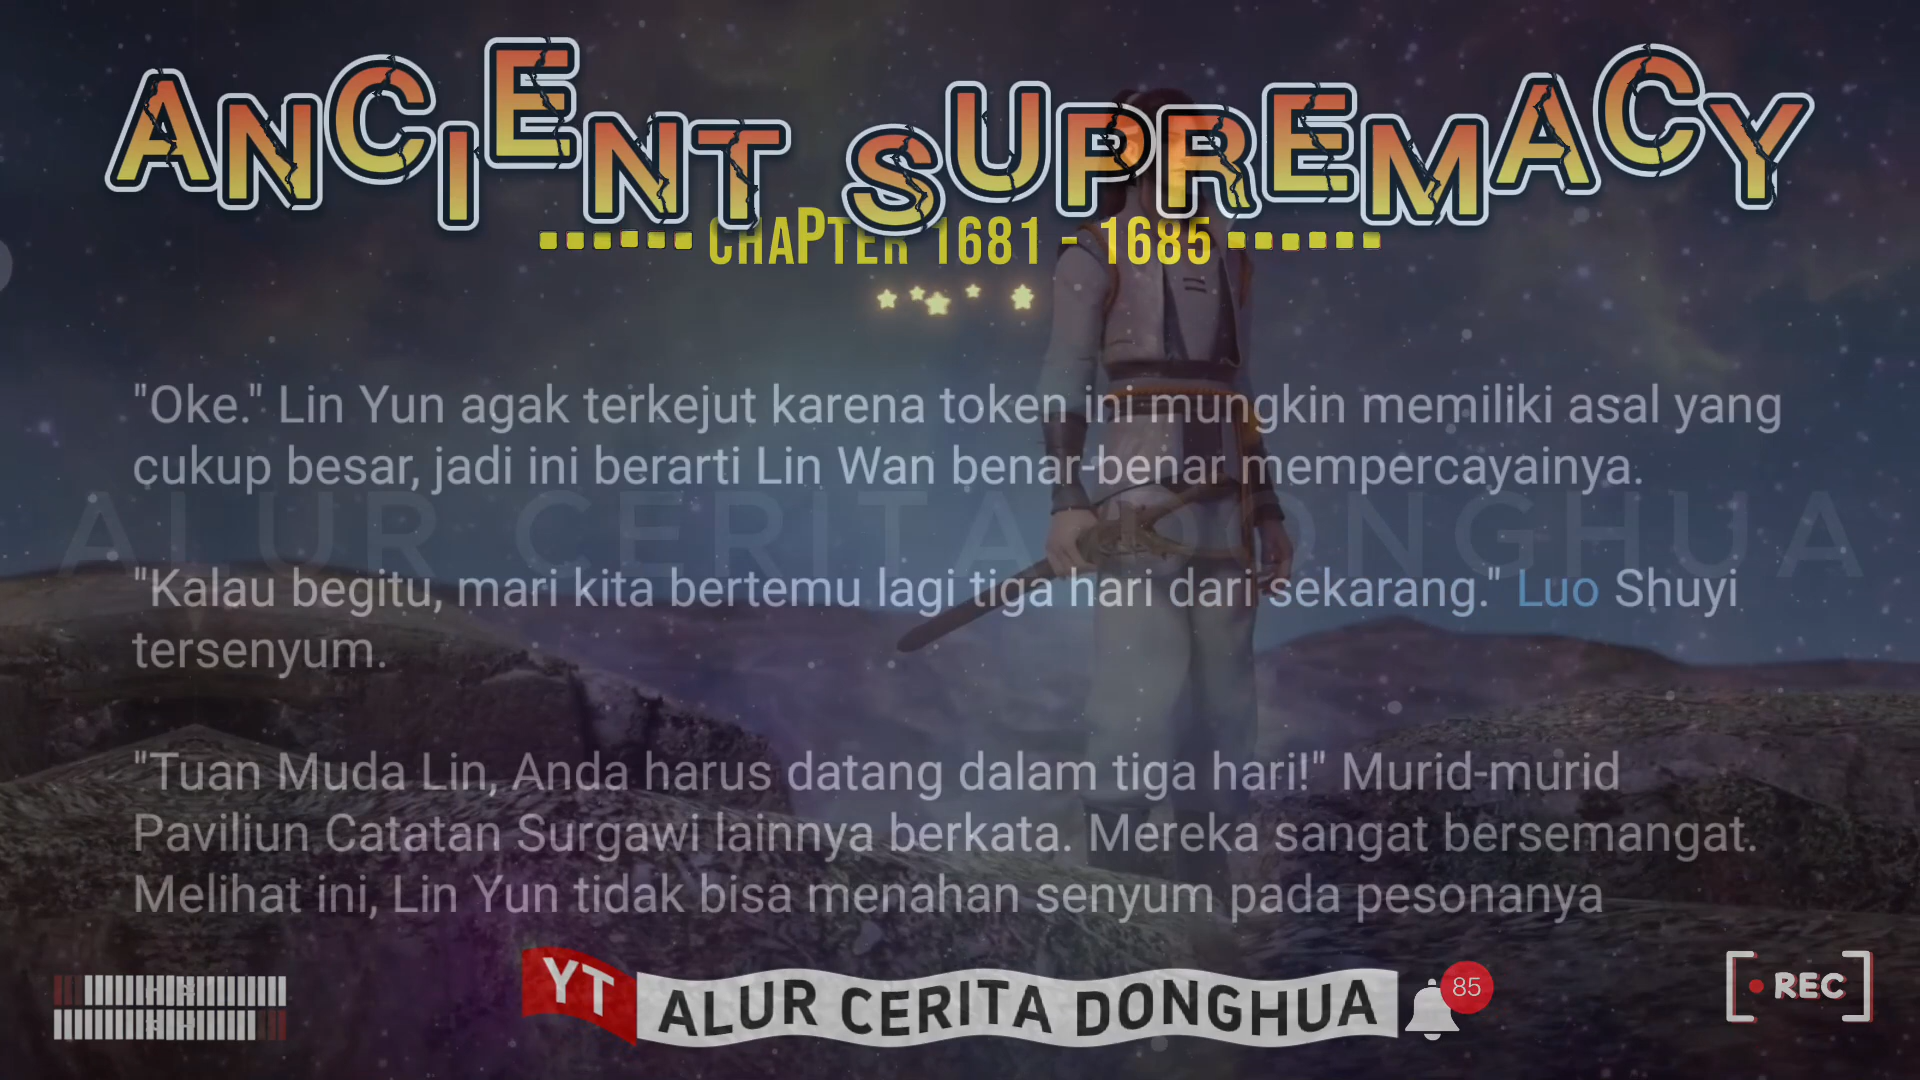 ANCIENT SUPREMACY
CHAPTER 1681 - 1685
"Oke." Lin Yun agak terkejut karena token ini mungkin memiliki asal yang
cukup besar, jadi ini berarti Lin Wan benar-benar mempercayainya.
ALUR CERITA DONGHUA
"Kalau begitu, mari kita bertemu lagi tiga hari dari sekarang." Luo Shuyi
tersenyum.
"Tuan Muda Lin, Anda harus datang dalam tiga hari!" Murid-murid
Paviliun Catatan Surgawi lainnya berkata. Mereka sangat bersemangat.
Melihat ini, Lin Yun tidak bisa menahan senyum pada pesonanya
YT ALUR CERITA DONGHUA 85
REC